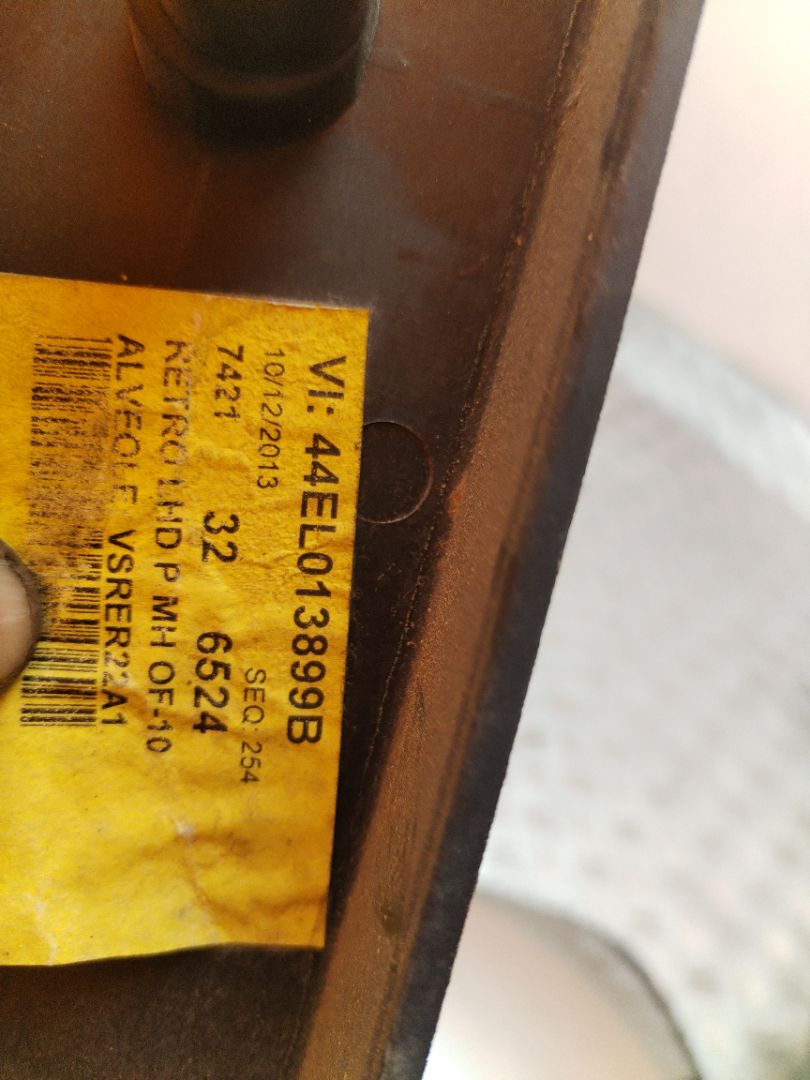 VI: 44EL013899B
10/12/2013 SEQ: 254
7421 32 6524
RETRO LHD P MH OF-10
ALVEOLE VSRER22A1